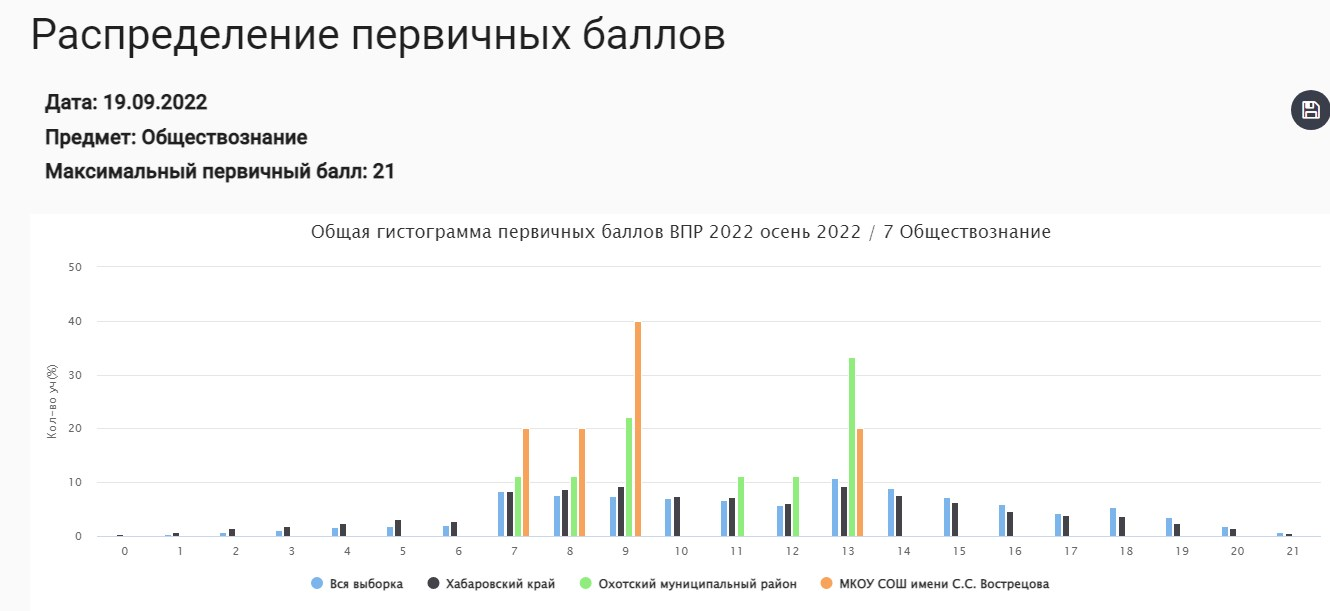 Распределение первичных баллов
Дата: 19.09.2022
Предмет: Обществознание
Максимальный первичный балл: 21
Общая гистограмма первичных баллов ВПР 2022 осень 2022 / 7 Обществознание
Кол-во уч(%)
50
40
30
20
10
0
0 1 2 3 4 5 6 7 8 9 10 11 12 13 14 15 16 17 18 19 20 21
Вся выборка Хабаровский край Охотский муниципальный район МКОУ СОШ имени С.С. Вострецова